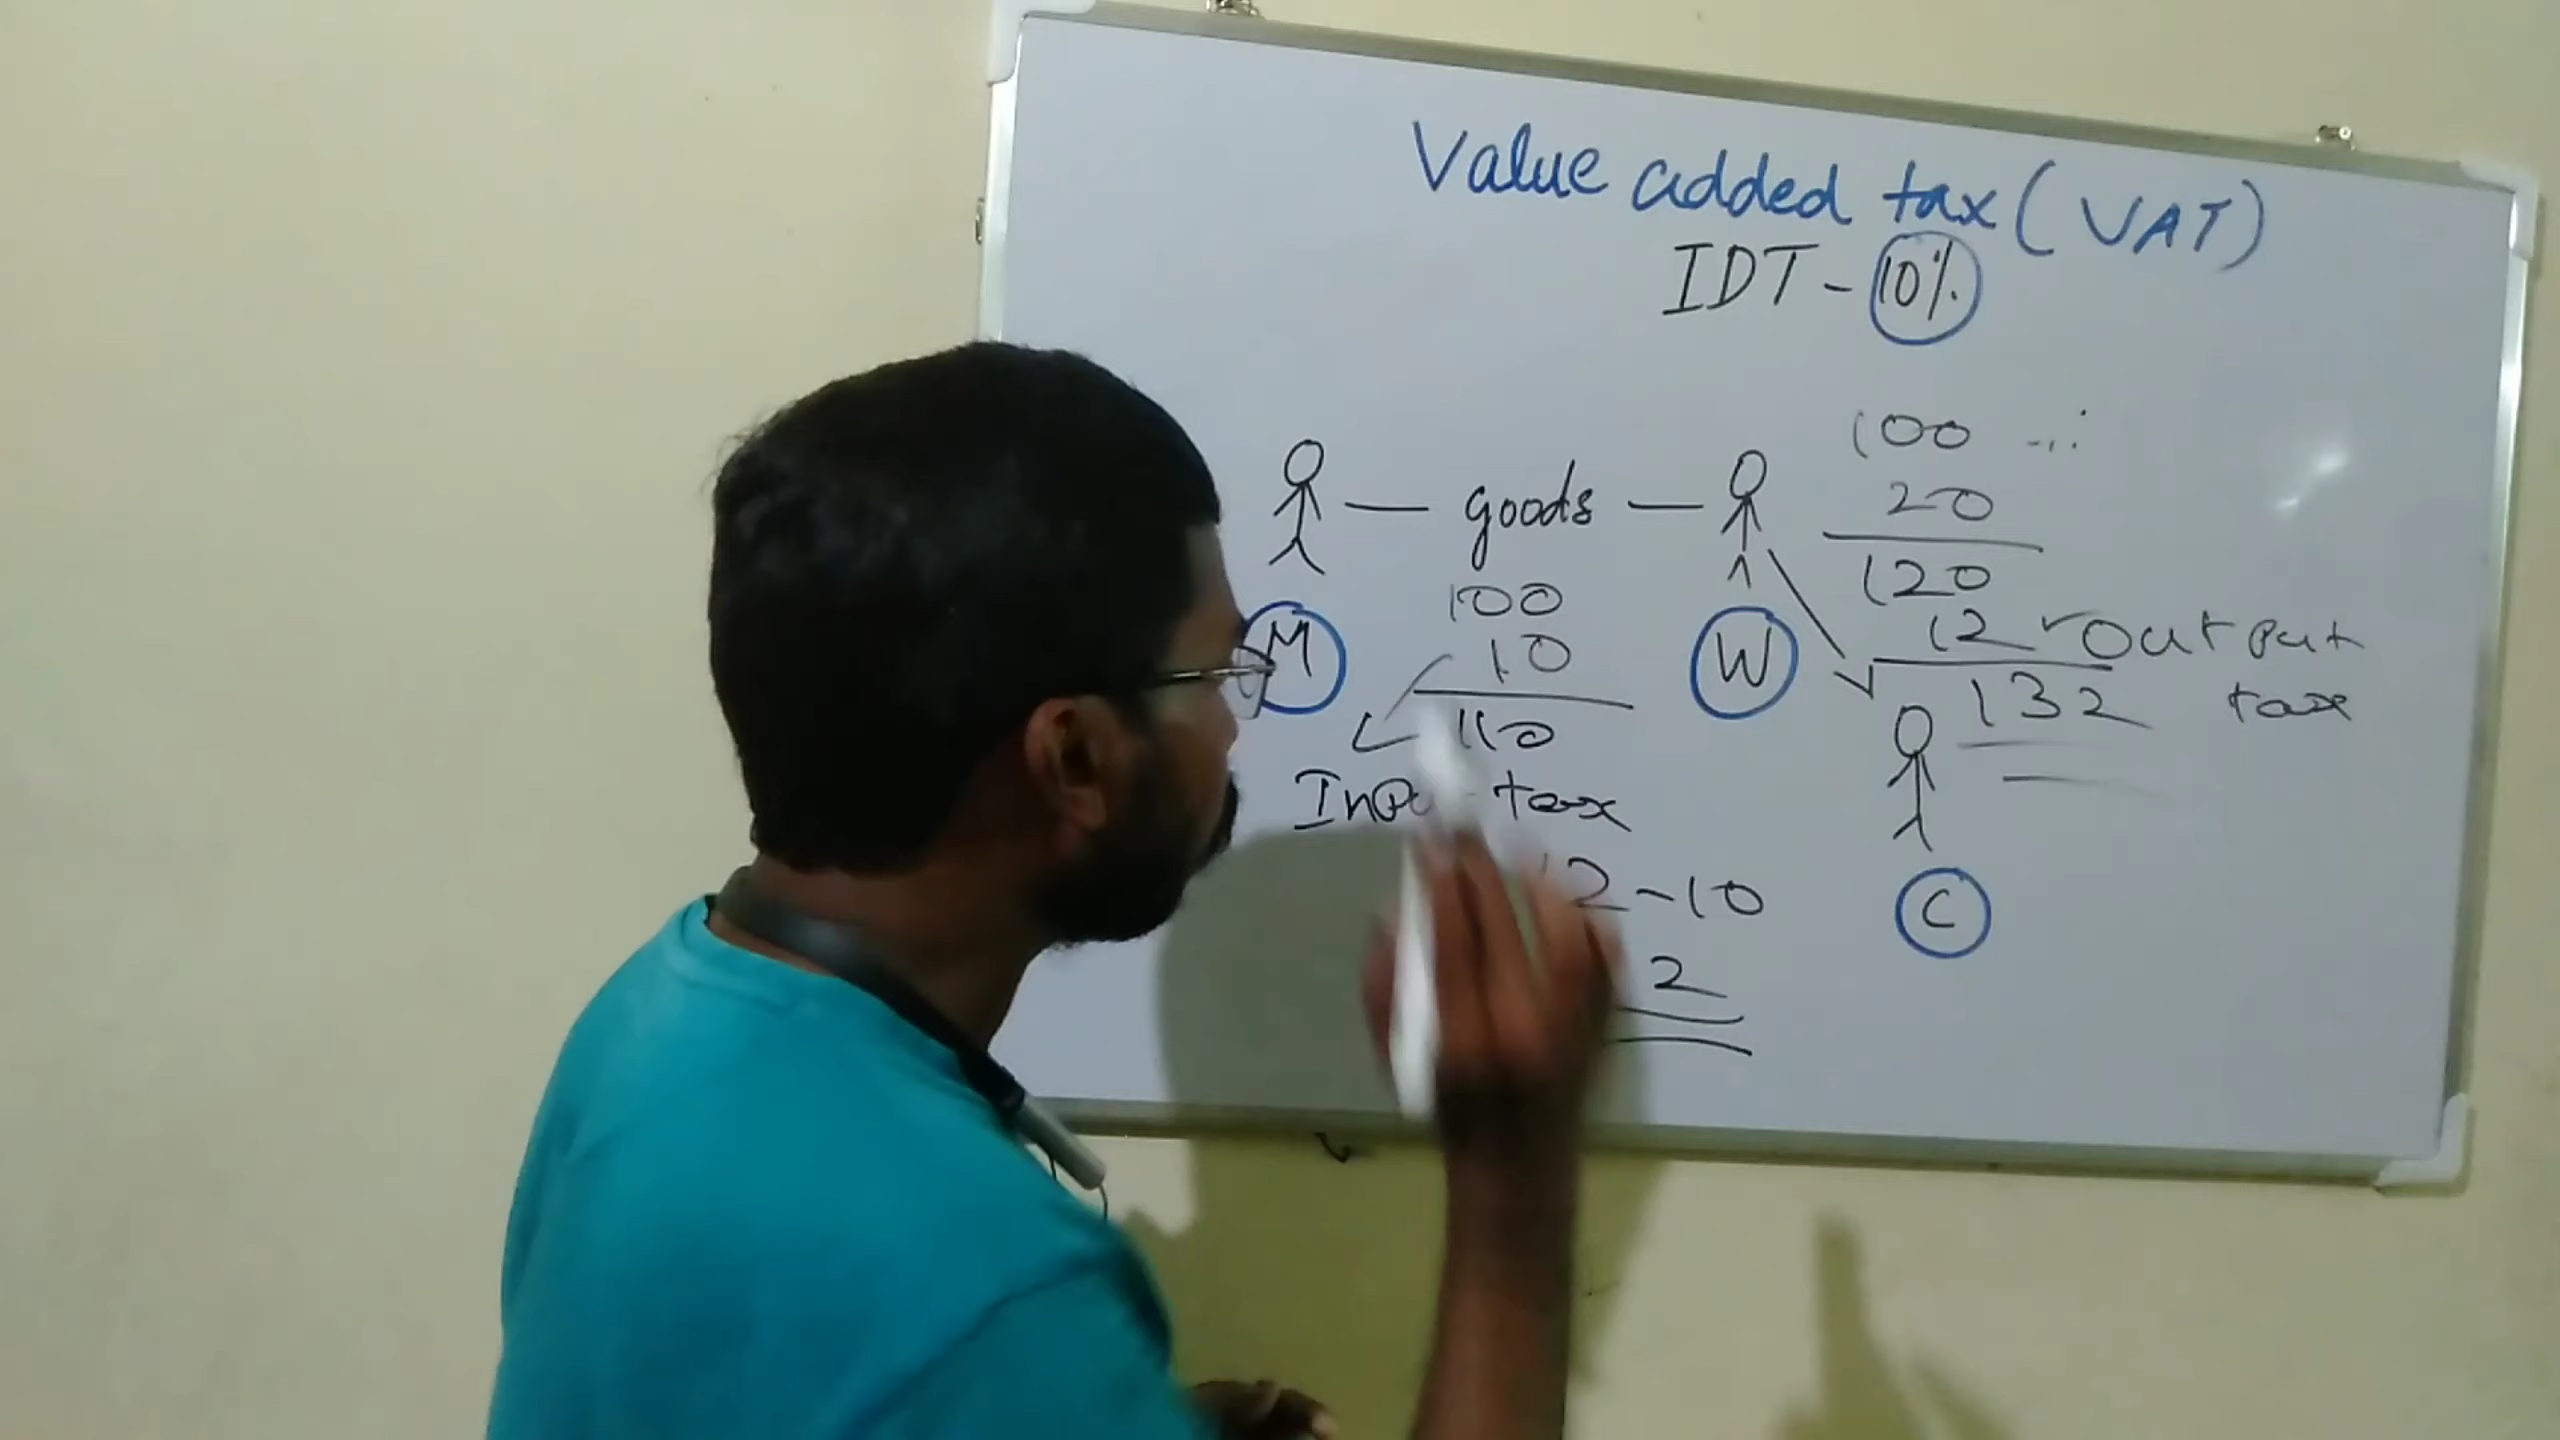 Value added tax (VAT)
IDT - 10%
100
20
goods
120
100
12 output
M
10
W
132
tax
110
tax
12-10
C
2